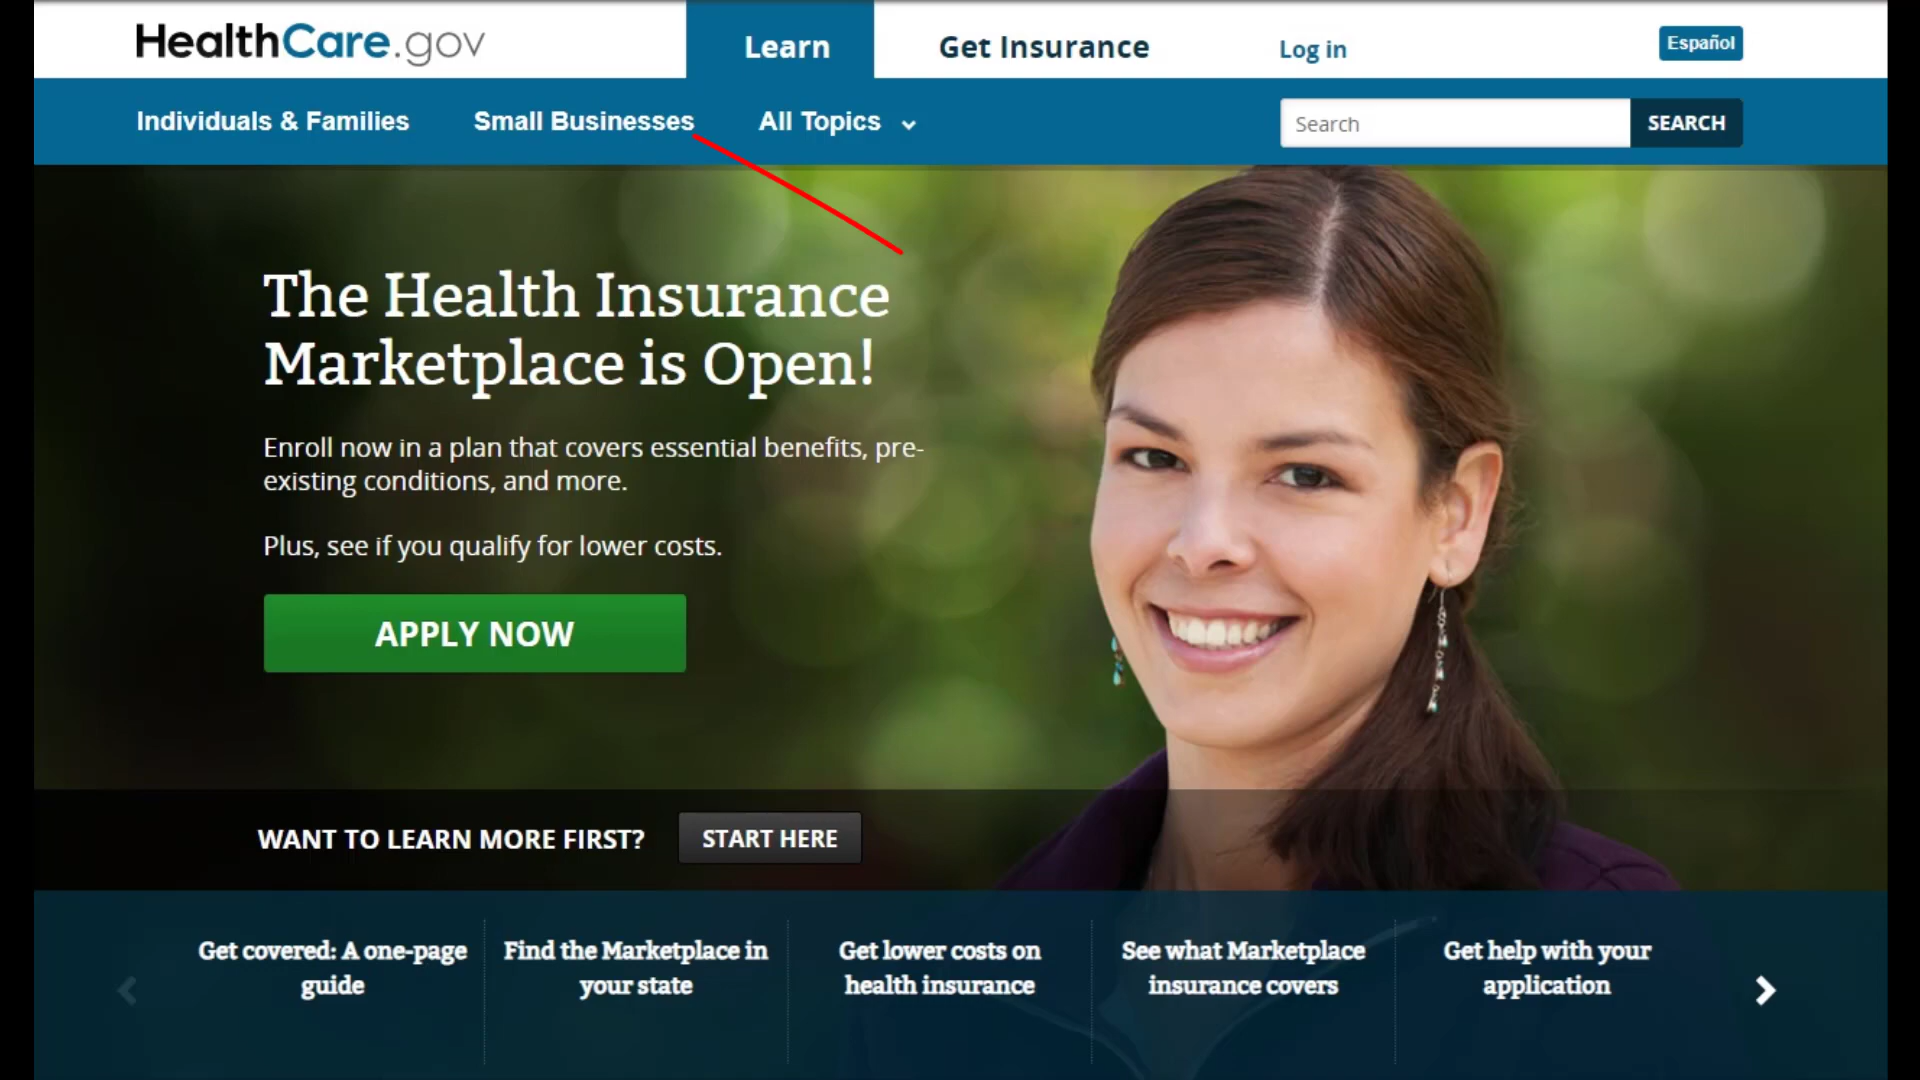 HealthCare.gov
Learn
Get Insurance
Log in
Español
Individuals & Families
Small Businesses
All Topics
Search
SEARCH
The Health Insurance
Marketplace is Open!
Enroll now in a plan that covers essential benefits, pre-
existing conditions, and more.
Plus, see if you qualify for lower costs.
APPLY NOW
WANT TO LEARN MORE FIRST?
START HERE
Get covered: A one-page
guide
Find the Marketplace in
your state
Get lower costs on
health insurance
See what Marketplace
insurance covers
Get help with your
application